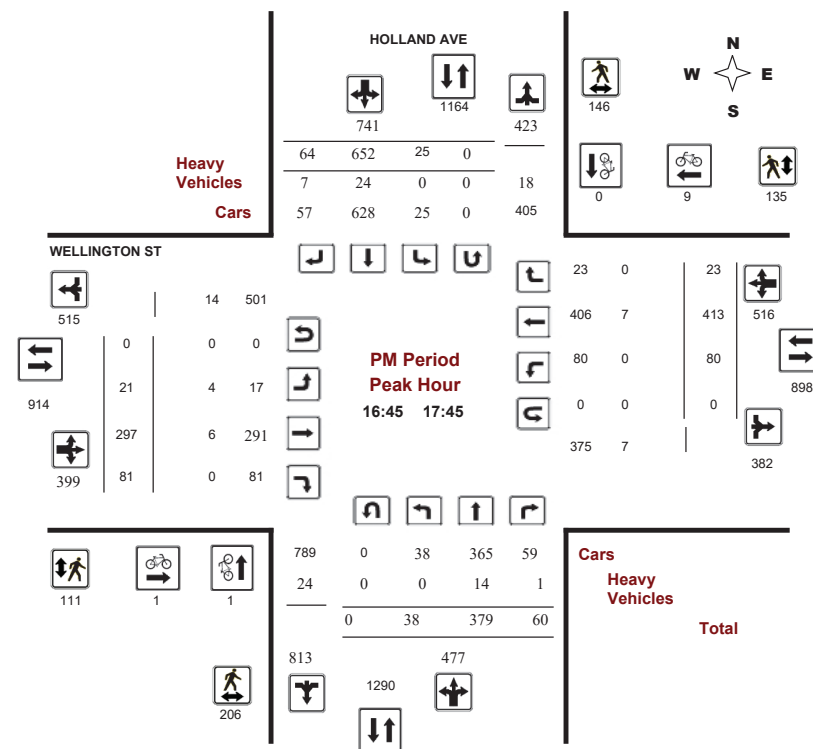 HOLLAND AVE
N
W E
S
1164
146
741 423
64 652 25 0
Heavy
Vehicles
7 24 0 0 18
Cars
57 628 25 0 405
0 9 135
WELLINGTON ST
515
14 501
23 0 23
516
406 7 413
0 0 0
914
PM Period
Peak Hour
16:45 17:45
80 0 80
898
21 4 17
0 0 0
297 6 291
375 7
382
399
81 0 81
789 0 38 365 59
Cars
24 0 0 14 1
Heavy
Vehicles
111 1 1
0 38 379 60
Total
813 477
1290
206